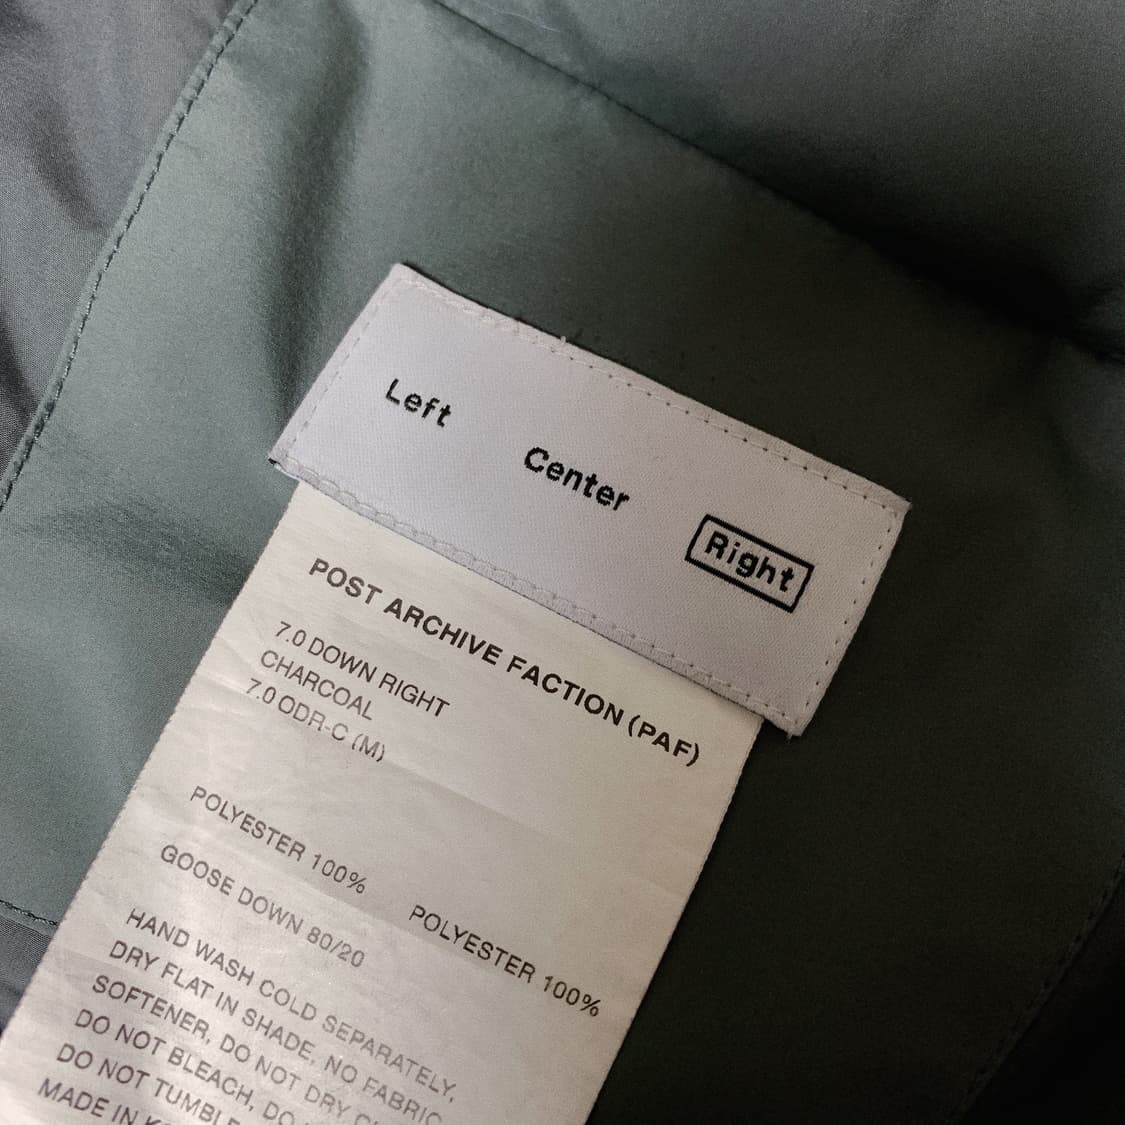 Left
Center
Right
POST ARCHIVE FACTION (PAF)
7.0 DOWN RIGHT
CHARCOAL
7.0 ODR-C (M)
POLYESTER 100%
POLYESTER 100%
GOOSE DOWN 80/20
HAND WASH COLD SEPARATELY,
DRY FLAT IN SHADE, NO FABRIC
SOFTENER, DO NOT DRY
DO NOT BLEACH,
DO NOT
MADE IN